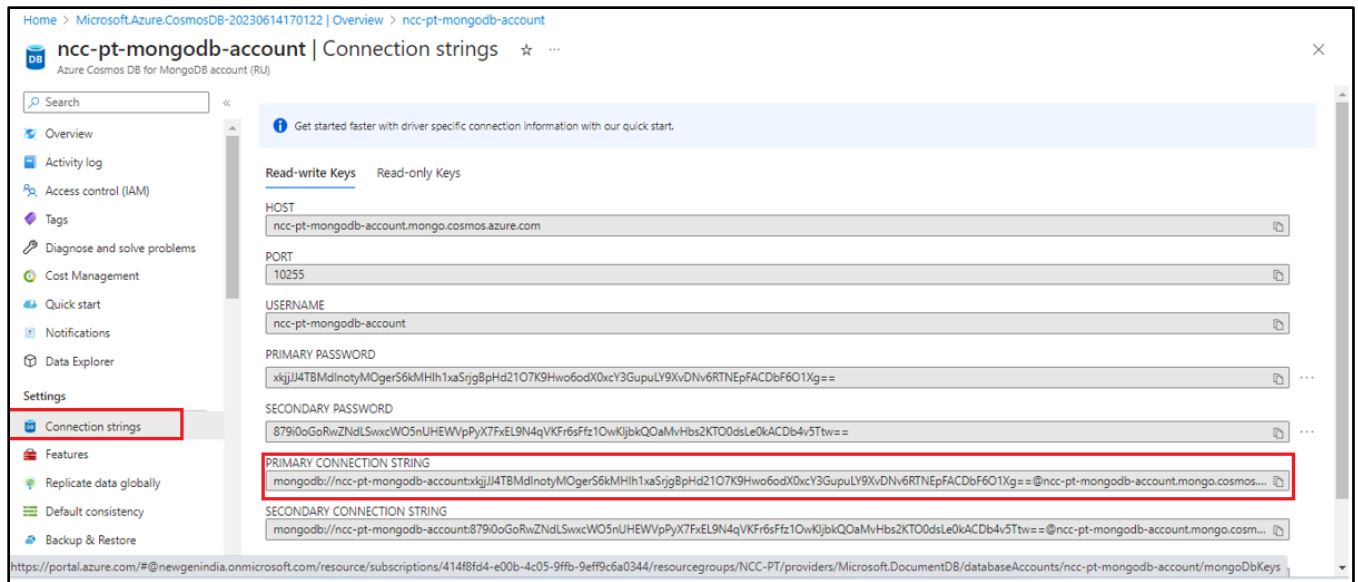 Home > Microsoft.Azure.CosmosDB-20230614170122 | Overview > ncc-pt-mongodb-account
ncc-pt-mongodb-account | Connection strings
DB
Azure Cosmos DB for MongoDB account (RU)
Search
Overview
Activity log
Access control (IAM)
Tags
Diagnose and solve problems
Cost Management
Quick start
Notifications
Data Explorer
Settings
Connection strings
Features
Replicate data globally
Default consistency
Backup & Restore
Get started faster with driver specific connection information with our quick start.
Read-write Keys Read-only Keys
HOST
ncc-pt-mongodb-account.mongo.cosmos.azure.com
PORT
10255
USERNAME
ncc-pt-mongodb-account
PRIMARY PASSWORD
SECONDARY PASSWORD
PRIMARY CONNECTION STRING
SECONDARY CONNECTION STRING
https://portal.azure.com/#@newgenindia.onmicrosoft.com/resource/subscriptions/414f8fd4-e00b-4c05-9ffb-9eff9c6a0344/resourcegroups/NCC-PT/providers/Microsoft.DocumentDB/databaseAccounts/ncc-pt-mongodb-account/mongoDbKeys